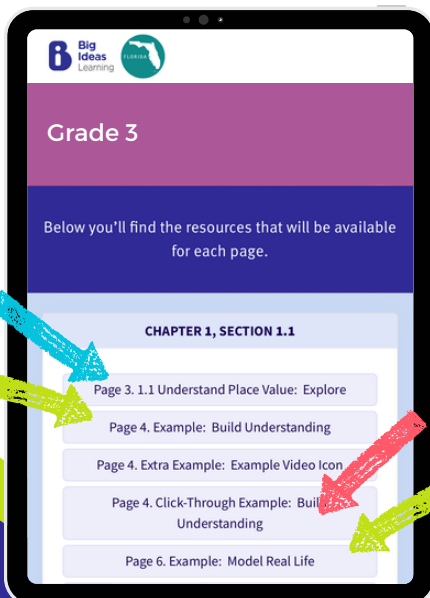 Big
Ideas
Learning
FLORIDA
Grade 3
Below you'll find the resources that will be available
for each page.
CHAPTER 1, SECTION 1.1
Page 3. 1.1 Understand Place Value: Explore
Page 4. Example: Build Understanding
Page 4. Extra Example: Example Video Icon
Page 4. Click-Through Example: Build
Understanding
Page 6. Example: Model Real Life